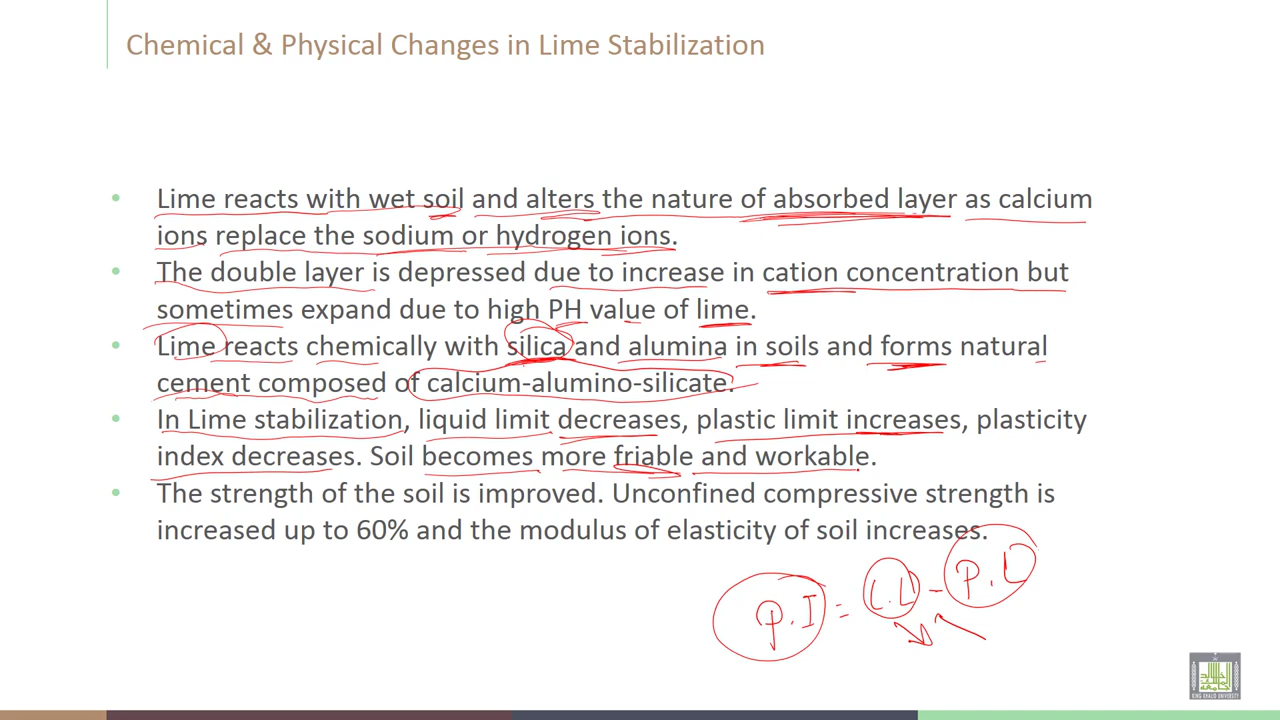 Chemical & Physical Changes in Lime Stabilization
• Lime reacts with wet soil and alters the nature of absorbed layer as calcium
ions replace the sodium or hydrogen ions.
• The double layer is depressed due to increase in cation concentration but
sometimes expand due to high PH value of lime.
• Lime reacts chemically with silica and alumina in soils and forms natural
cement composed of calcium-alumino-silicate.
• In Lime stabilization, liquid limit decreases, plastic limit increases, plasticity
index decreases. Soil becomes more friable and workable.
• The strength of the soil is improved. Unconfined compressive strength is
increased up to 60% and the modulus of elasticity of soil increases.
P.I = L.L - P.L
KING KHALID UNIVERSITY